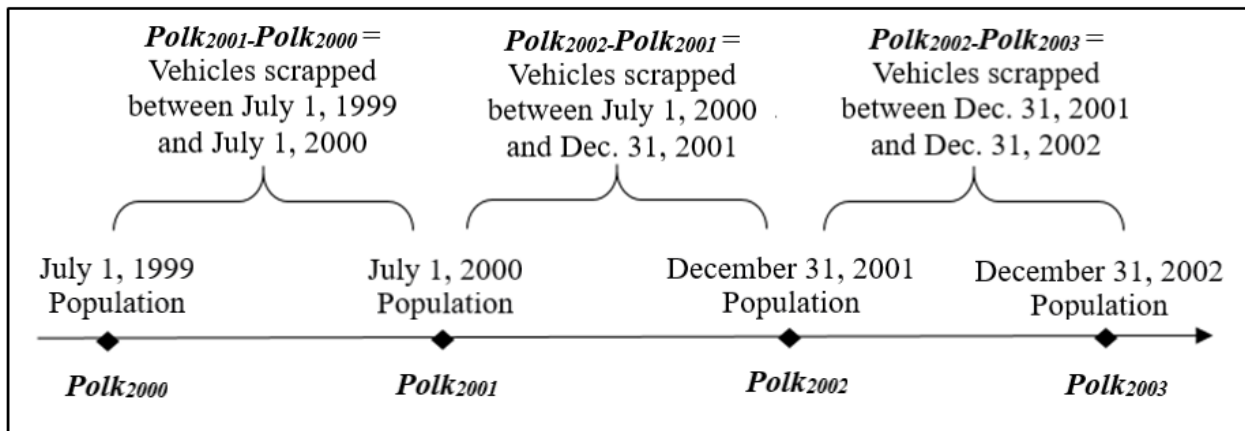 Polk2001-Polk2000 =
Vehicles scrapped
between July 1, 1999
and July 1, 2000
Polk2002-Polk2001 =
Vehicles scrapped
between July 1, 2000
and Dec. 31, 2001
Polk2002-Polk2003 =
Vehicles scrapped
between Dec. 31, 2001
and Dec. 31, 2002
July 1, 1999
Population
July 1, 2000
Population
December 31, 2001
Population
December 31, 2002
Population
Polk2000
Polk2001
Polk2002
Polk2003